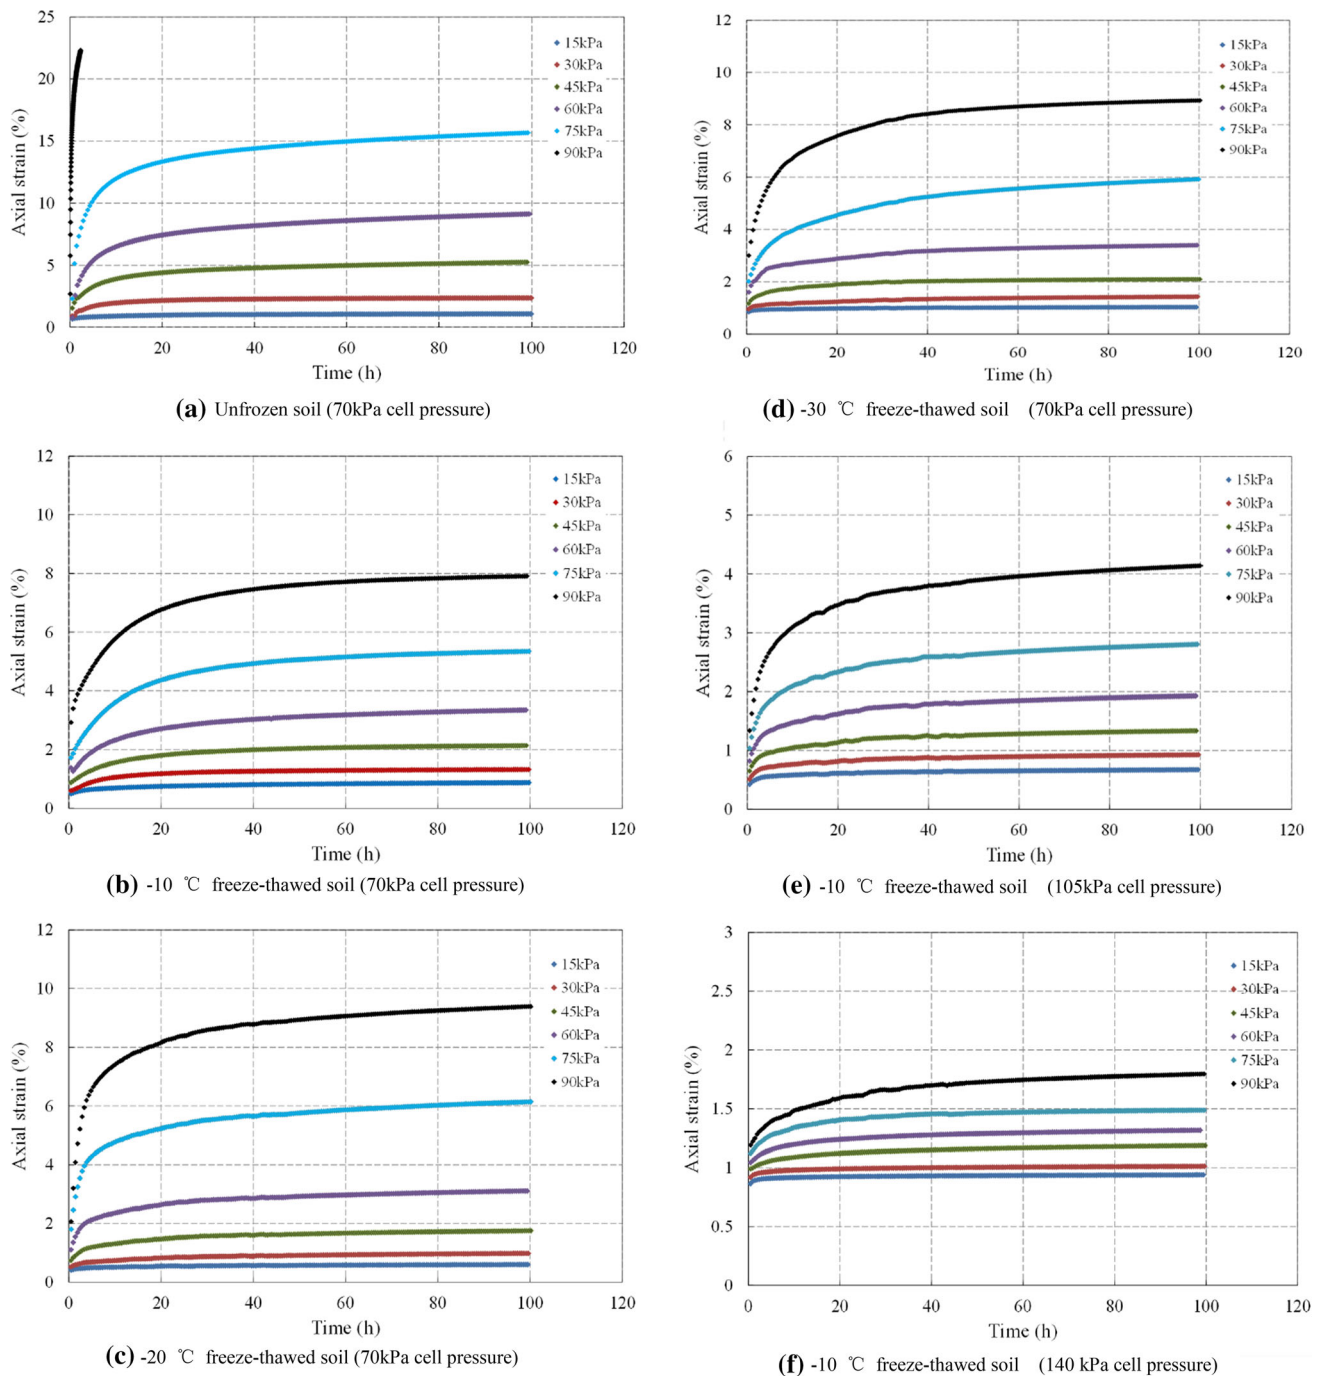 25
20
15
10
5
0
0 20 40 60 80 100 120
Axial strain (%)
Time (h)
15kPa
30kPa
45kPa
60kPa
75kPa
90kPa
(a) Unfrozen soil (70kPa cell pressure)
12
10
8
6
4
2
0
0 20 40 60 80 100 120
Axial strain (%)
Time (h)
15kPa
30kPa
45kPa
60kPa
75kPa
90kPa
(d) -30 ℃ freeze-thawed soil (70kPa cell pressure)
12
10
8
6
4
2
0
0 20 40 60 80 100 120
Axial strain (%)
Time (h)
15kPa
30kPa
45kPa
60kPa
75kPa
90kPa
(b) -10 ℃ freeze-thawed soil (70kPa cell pressure)
6
5
4
3
2
1
0
0 20 40 60 80 100 120
Axial strain (%)
Time (h)
15kPa
30kPa
45kPa
60kPa
75kPa
90kPa
(e) -10 ℃ freeze-thawed soil (105kPa cell pressure)
12
10
8
6
4
2
0
0 20 40 60 80 100 120
Axial strain (%)
Time (h)
15kPa
30kPa
45kPa
60kPa
75kPa
90kPa
(c) -20 ℃ freeze-thawed soil (70kPa cell pressure)
3
2.5
2
1.5
1
0.5
0
0 20 40 60 80 100 120
Axial strain (%)
Time (h)
15kPa
30kPa
45kPa
60kPa
75kPa
90kPa
(f) -10 ℃ freeze-thawed soil (140 kPa cell pressure)